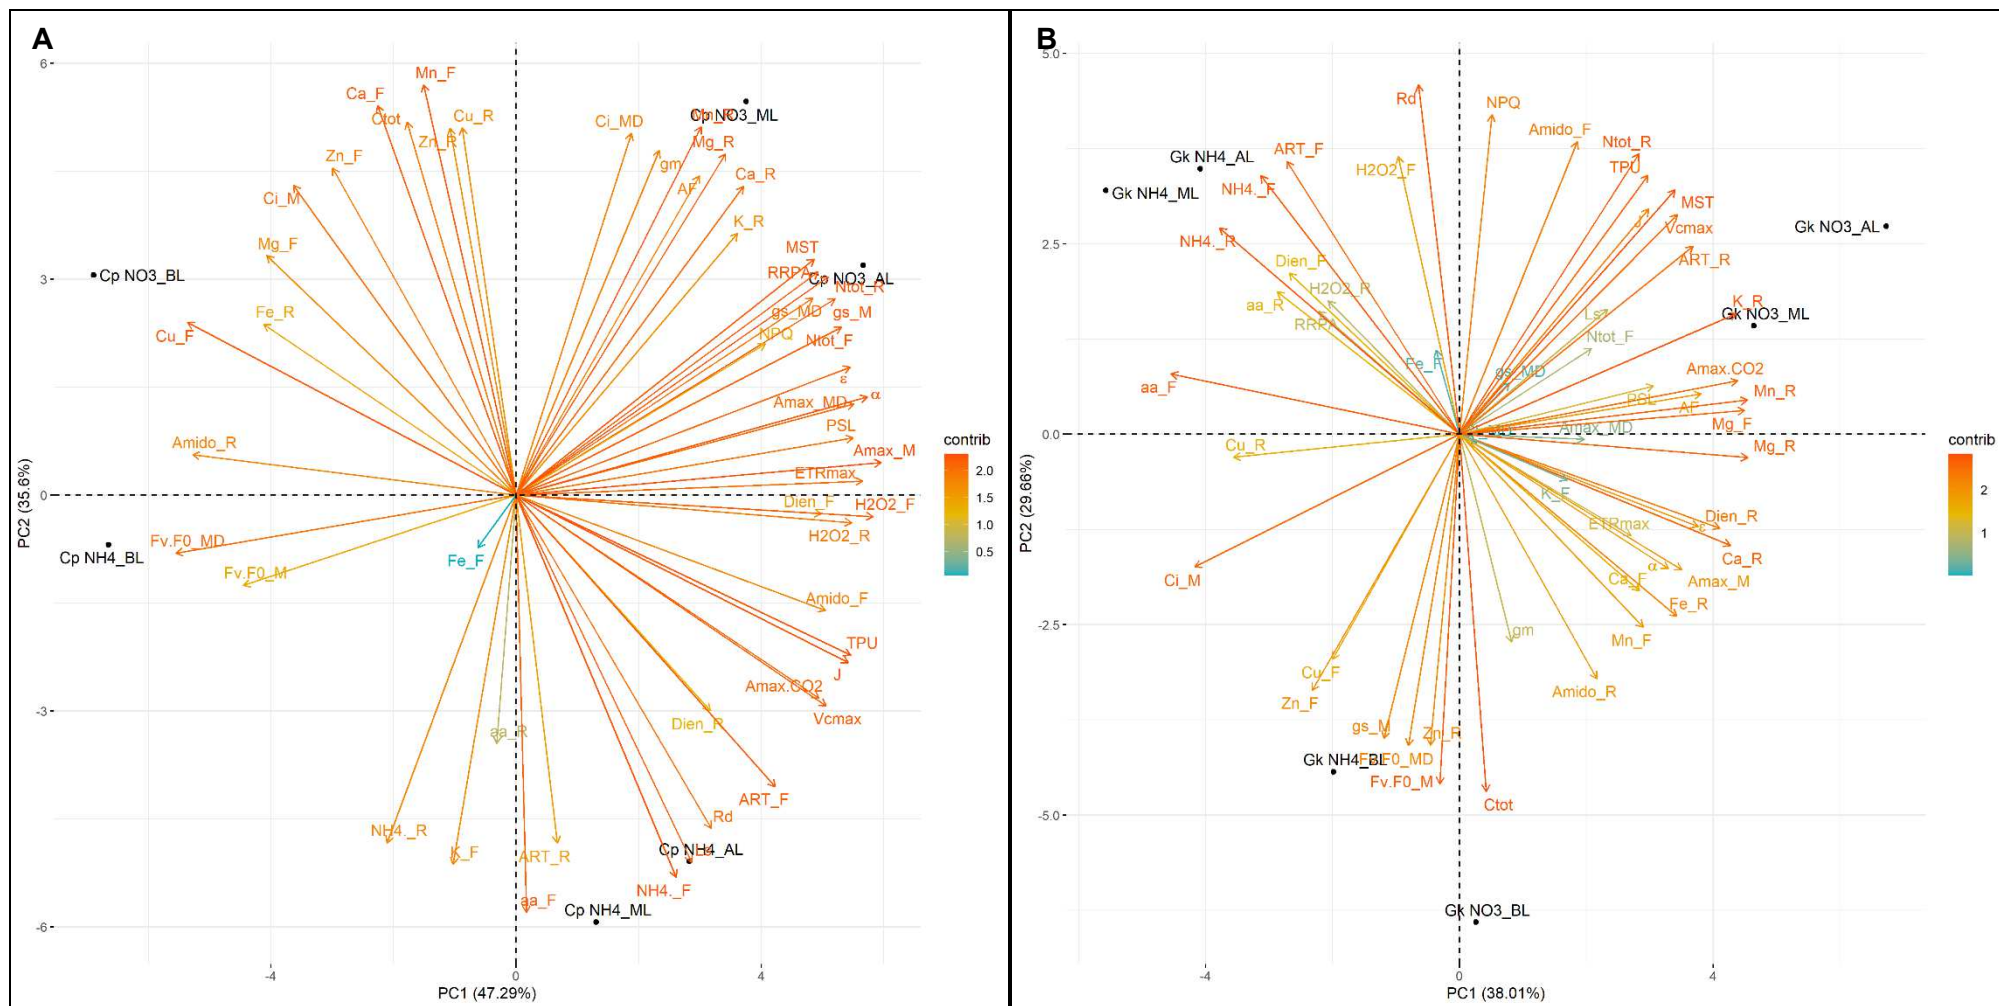 A
6
3
0
-3
-6
-4
0
4
PC2 (35.6%)
PC1 (47.29%)
Mn_F
Ca_F
Ctot
Cu_R
Zn_R
Zn_F
Ci_M
Mg_F
Cp NO3_BL
Fe_R
Cu_F
Amido_R
Fv.F0_MD
Cp NH4_BL
Fv.F0_M
Fe_F
Ci_MD
gm
Cp NO3_ML
Mn_R
Mg_R
AF
Ca_R
K_R
MST
RRPA
Cp NO3_AL
Ntot_R
gs_MD
gs_M
NPQ
Ntot_F
ε
α
Amax_MD
PSL
Amax_M
ETRmax
Dien_F
H2O2_F
H2O2_R
Amido_F
TPU
J
Amax.CO2
Vcmax
Dien_R
aa_R
ART_F
Rd
NH4._R
K_F
ART_R
Cp NH4_AL
Ls
NH4._F
aa_F
Cp NH4_ML
contrib
2.0
1.5
1.0
0.5
B
5.0
2.5
0.0
-2.5
-5.0
-4
0
4
PC2 (29.66%)
PC1 (38.01%)
Rd
NPQ
Amido_F
Ntot_R
TPU
ART_F
Gk NH4_AL
H2O2_F
NH4._F
Gk NH4_ML
MST
J
Vcmax
Gk NO3_AL
NH4._R
ART_R
Dien_F
H2O2_R
aa_R
RRPA
K_R
Gk NO3_ML
Ls
Ntot_F
Fe_F
gs_MD
aa_F
Amax.CO2
PSL
Mn_R
AF
Mg_F
Amax_MD
Cu_R
Mg_R
K_F
ETRmax
Dien_R
ε
Ca_R
Ci_M
α
Ca_F
Amax_M
Fe_R
gm
Mn_F
Cu_F
Zn_F
Amido_R
gs_M
Zn_R
Gk NH4_BL
Fv.F0_MD
Fv.F0_M
Ctot
Gk NO3_BL
contrib
2
1